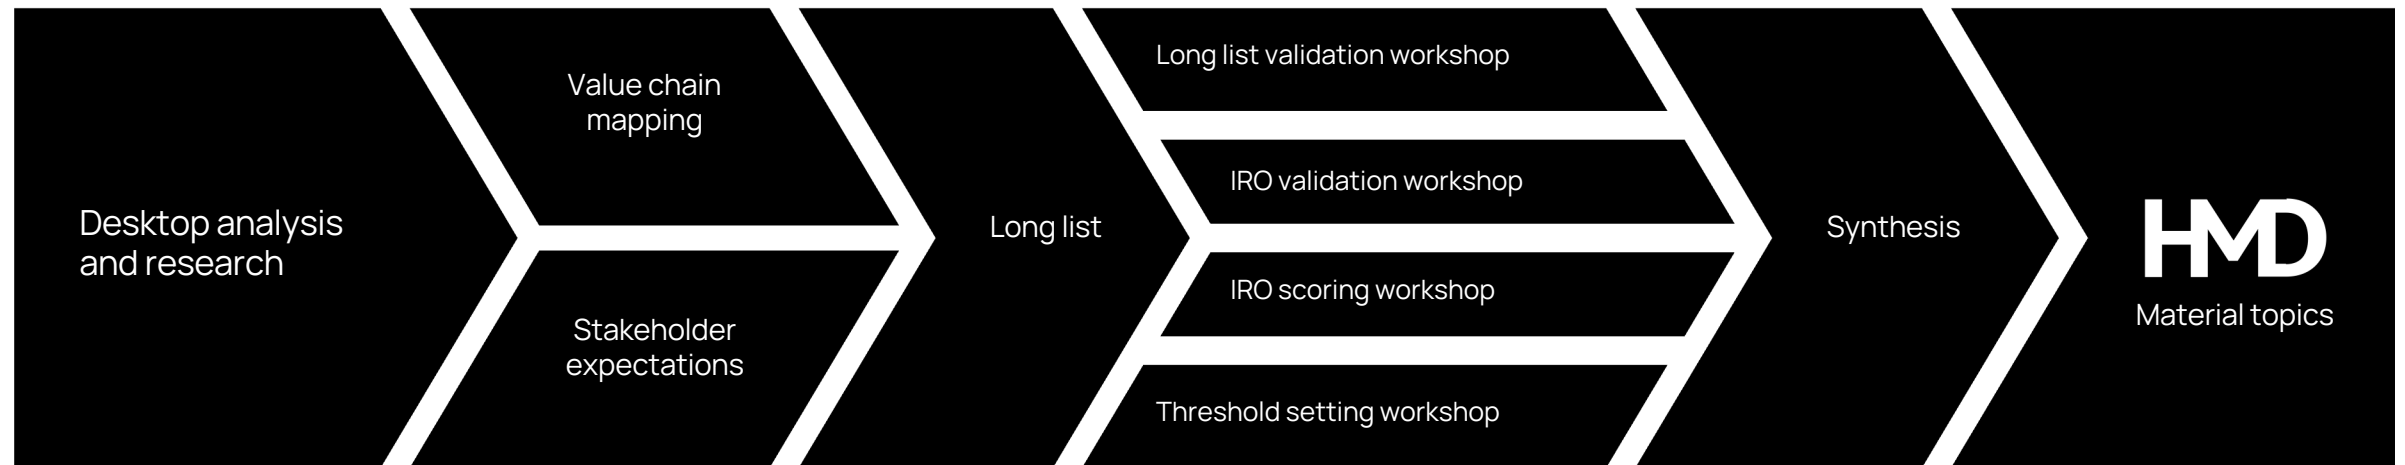 Desktop analysis
and research
Value chain
mapping
Stakeholder
expectations
Long list
Long list validation workshop
IRO validation workshop
IRO scoring workshop
Threshold setting workshop
Synthesis
HMD
Material topics